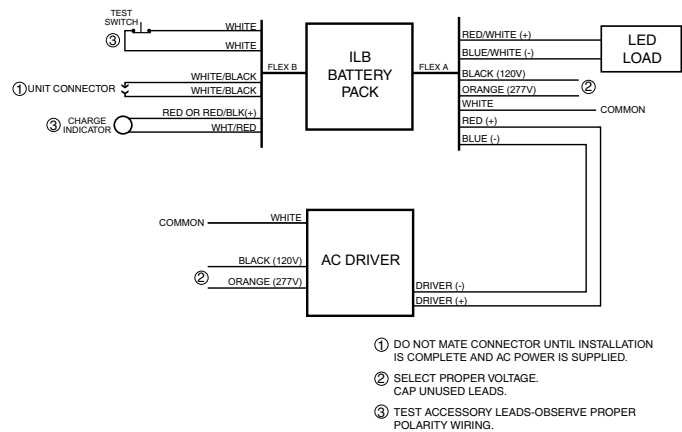 TEST
SWITCH
③
WHITE
WHITE
① UNIT CONNECTOR
WHITE/BLACK
WHITE/BLACK
③ CHARGE
INDICATOR
RED OR RED/BLK(+)
WHT/RED
FLEX B
ILB
BATTERY
PACK
FLEX A
RED/WHITE (+)
BLUE/WHITE (-)
LED
LOAD
BLACK (120V)
②
ORANGE (277V)
WHITE
COMMON
RED (+)
BLUE (-)
COMMON
WHITE
BLACK (120V)
②
ORANGE (277V)
AC DRIVER
DRIVER (-)
DRIVER (+)
① DO NOT MATE CONNECTOR UNTIL INSTALLATION
IS COMPLETE AND AC POWER IS SUPPLIED.
② SELECT PROPER VOLTAGE.
CAP UNUSED LEADS.
③ TEST ACCESSORY LEADS-OBSERVE PROPER
POLARITY WIRING.